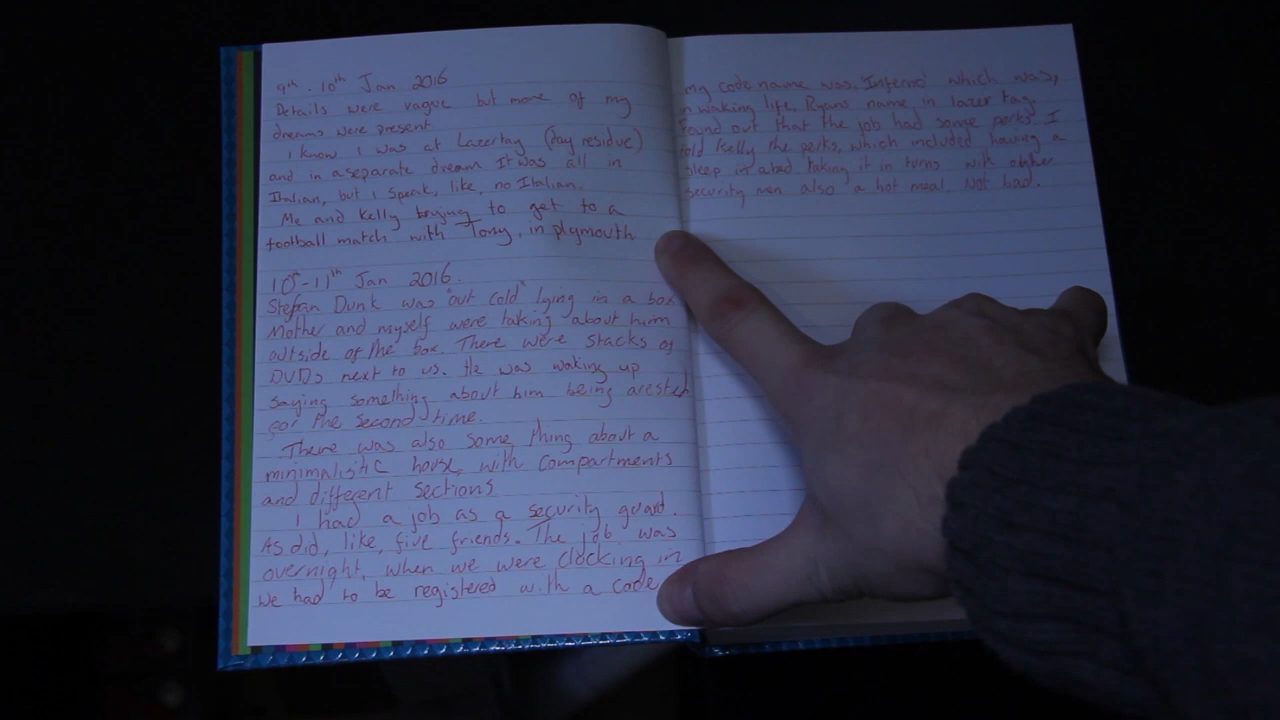 9th - 10th Jan 2016
Details were vague but more of my
dreams were present
I know I was at Lazertag (day residue)
and in a separate dream It was all in
Italian, but I speak, like, no Italian.
Me and Kelly trying to get to a
football match with Tony, in plymouth
10th-11th Jan 2016.
Stefan Dunk was "out cold" lying in a box
Mother and myself were talking about him
outside of the box. There were stacks of
DVDs next to us. He was waking up
saying something about him being arested
for the second time.
There was also some thing about a
minimalistic house, with compartments
and different sections
I had a job as a security guard.
As did, like, five friends. The job was
overnight, when we were clocking in
We had to be registered with a code
my code name was 'Inferno' which was,
in waking life, Ryans name in lazer tag.
Found out that the job had some perks I
told Kelly the perks, which included having a
sleep in a bed taking it in turns with other
security men also a hot meal. Not bad.